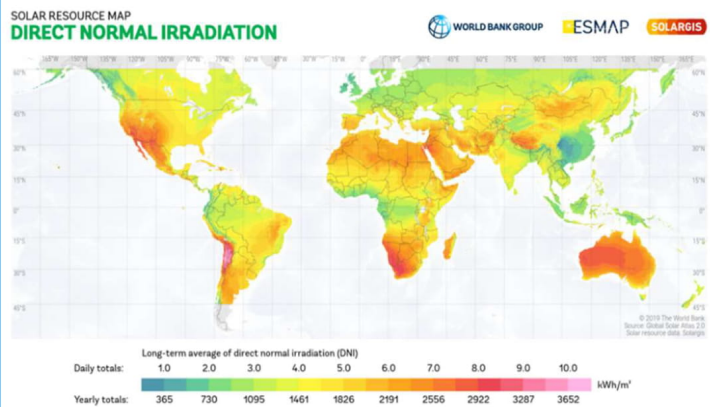 SOLAR RESOURCE MAP
DIRECT NORMAL IRRADIATION
WORLD BANK GROUP
ESMAP
SOLARGIS
© 2019 The World Bank
Source: Global Solar Atlas 2.0
Solar resource data: Solargis
Long-term average of direct normal irradiation (DNI)
Daily totals: 1.0 2.0 3.0 4.0 5.0 6.0 7.0 8.0 9.0 10.0
kWh/m²
Yearly totals: 365 730 1095 1461 1826 2191 2556 2922 3287 3652